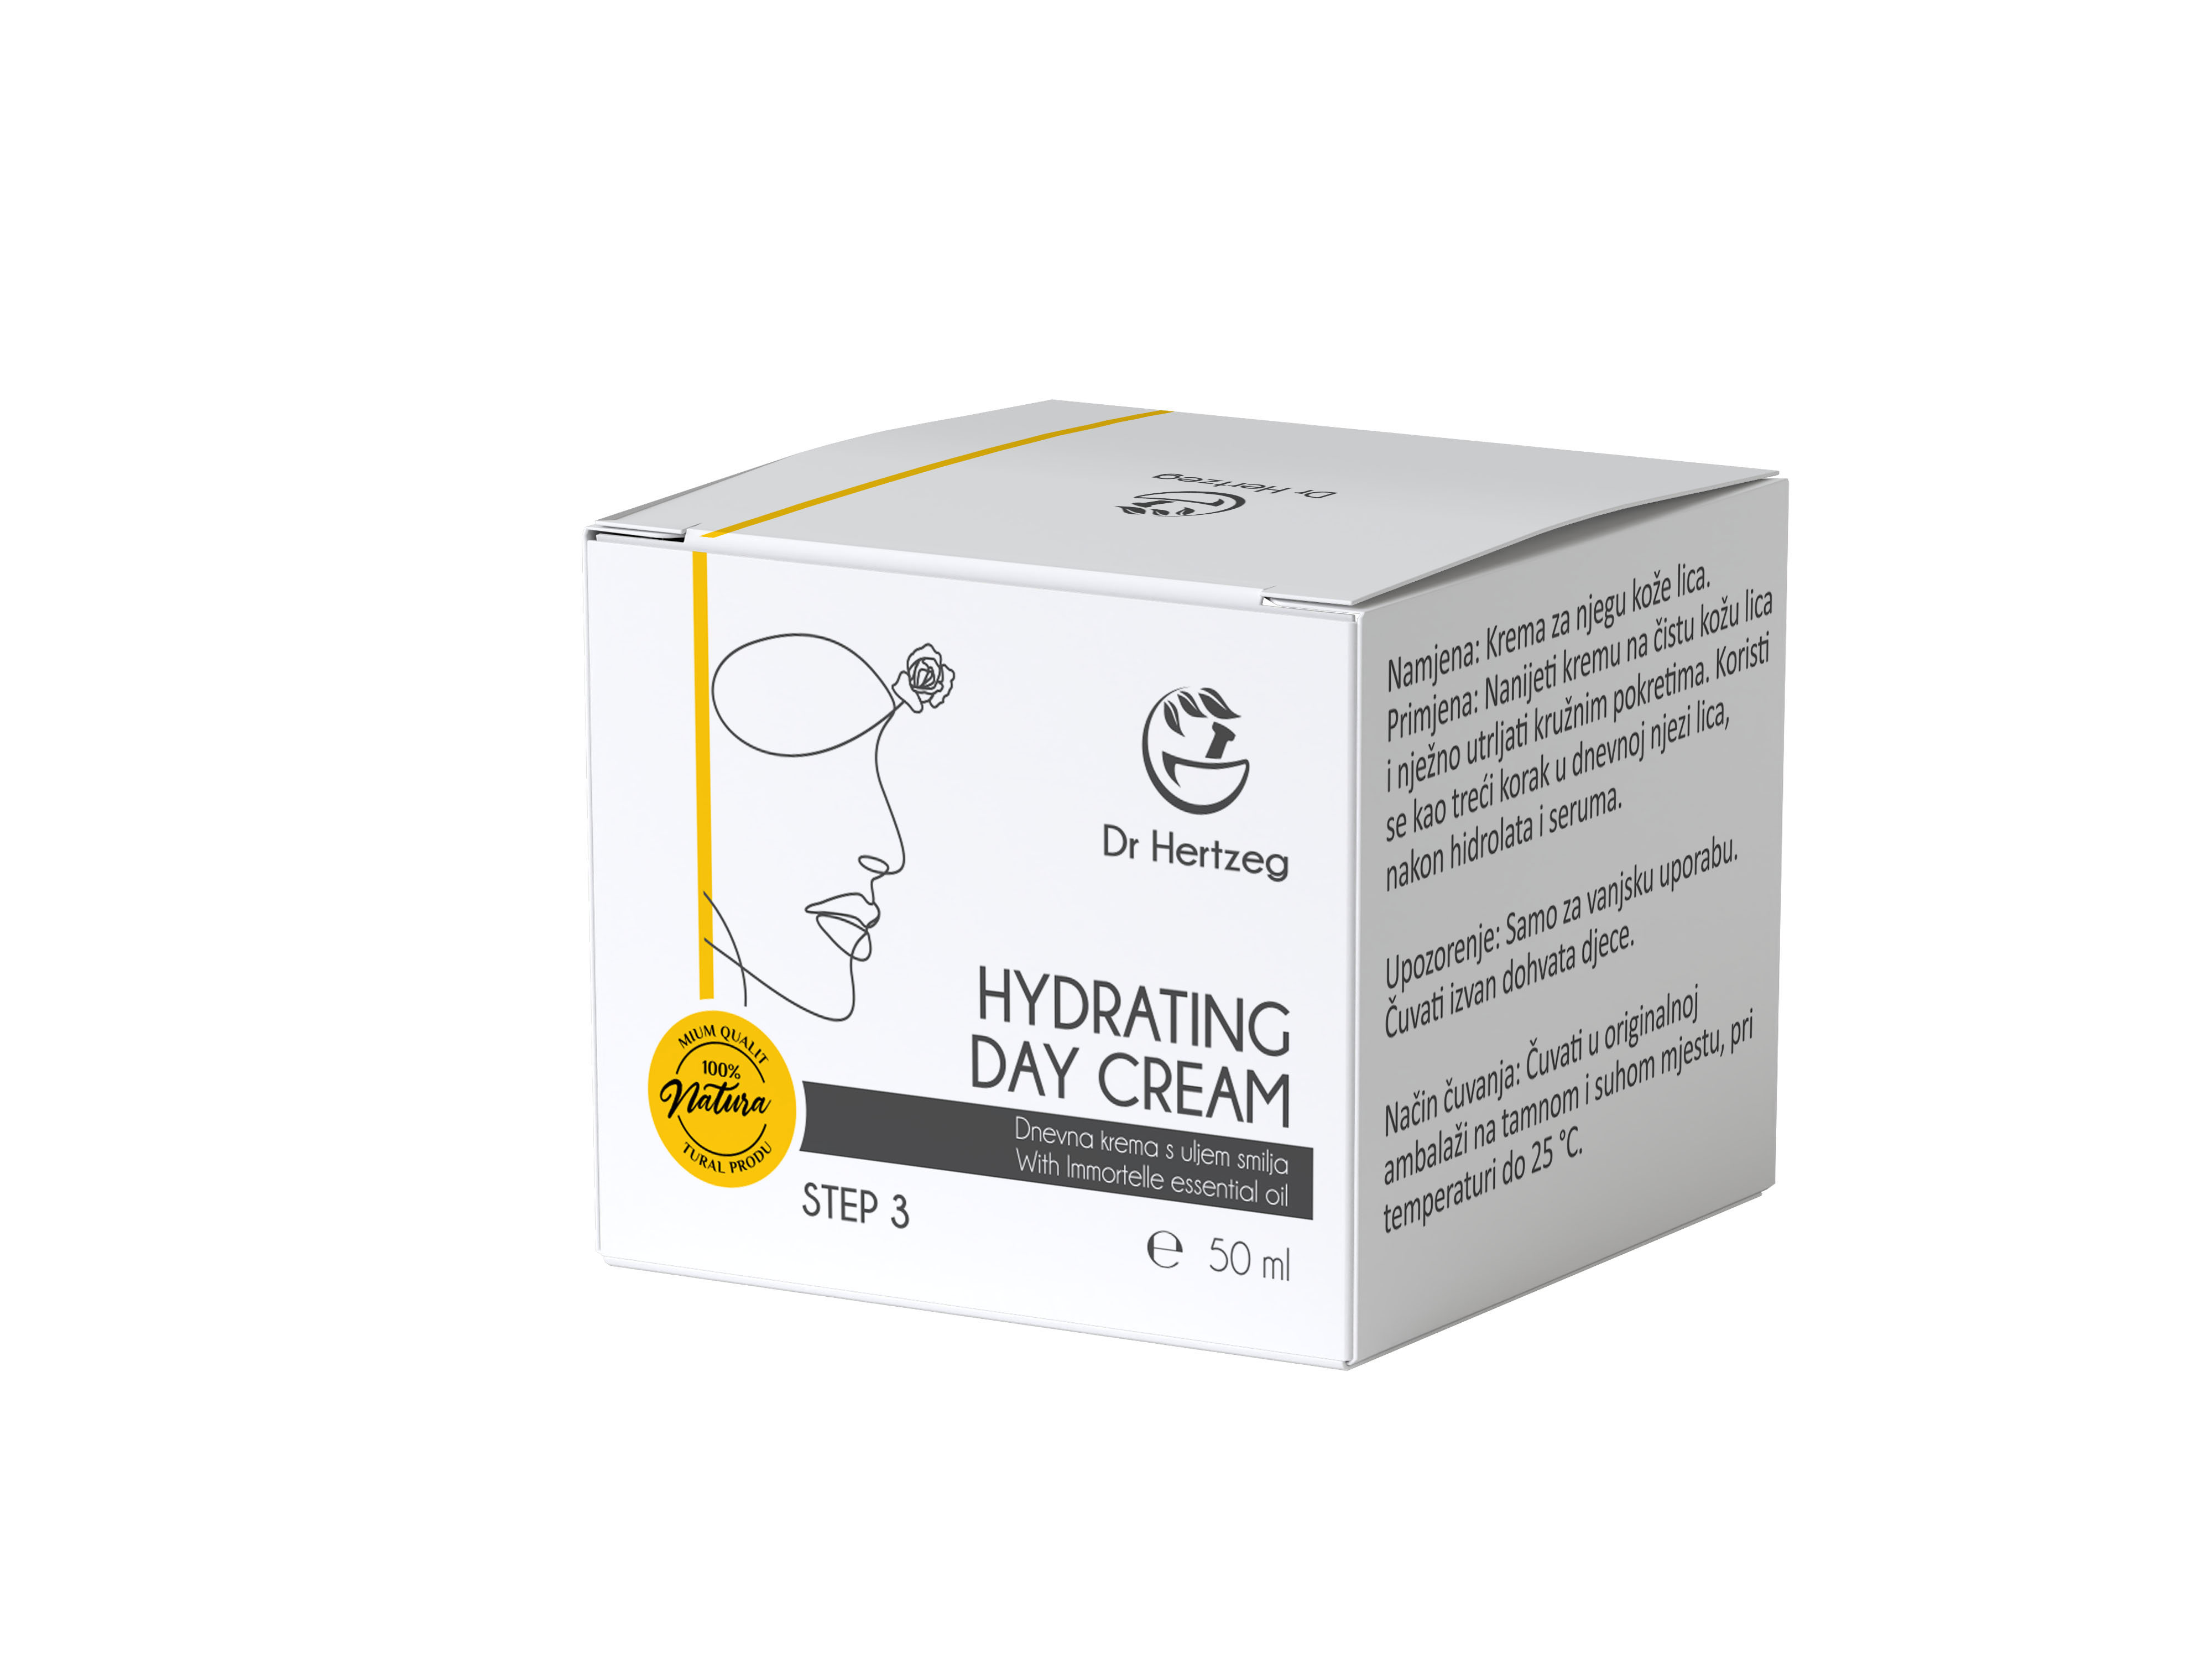 Dr Hertzeg
Dr Hertzeg
HYDRATING
DAY CREAM
Dnevna krema s uljem smilja
With Immortelle essential oil
MIUM QUALIT
100%
Natura
TURAL PRODU
STEP 3
e 50 ml
Namjena: Krema za njegu kože lica.
Primjena: Nanijeti kremu na čistu kožu lica
i nježno utrljati kružnim pokretima. Koristi
se kao treći korak u dnevnoj njezi lica,
nakon hidrolata i seruma.
Upozorenje: Samo za vanjsku uporabu.
Čuvati izvan dohvata djece.
Način čuvanja: Čuvati u originalnoj
ambalaži na tamnom i suhom mjestu, pri
temperaturi do 25 °C.